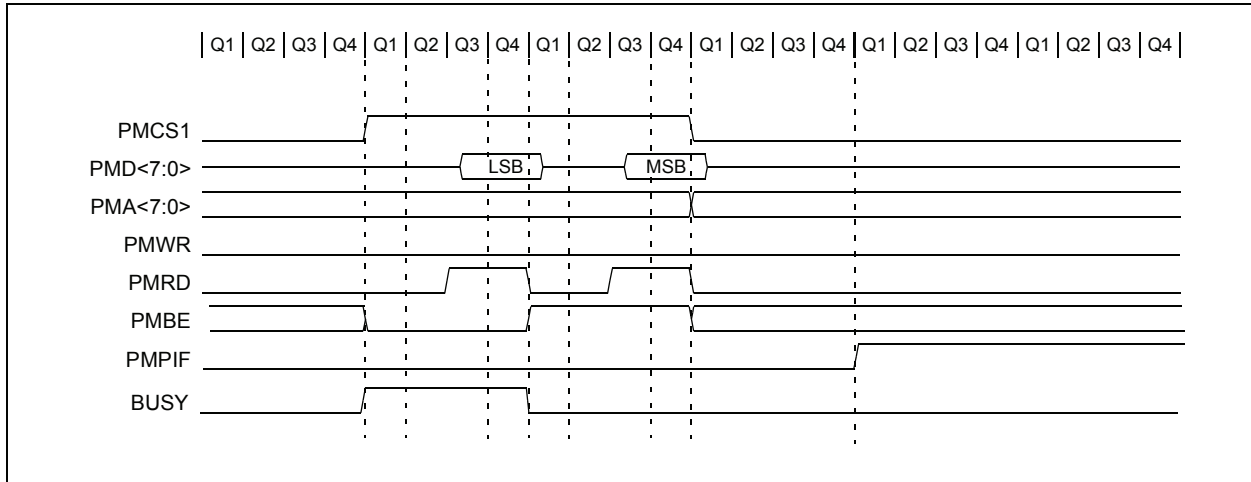 Q1 Q2 Q3 Q4 Q1 Q2 Q3 Q4 Q1 Q2 Q3 Q4 Q1 Q2 Q3 Q4 Q1 Q2 Q3 Q4 Q1 Q2 Q3 Q4
PMCS1
PMD<7:0> LSB MSB
PMA<7:0>
PMWR
PMRD
PMBE
PMPIF
BUSY